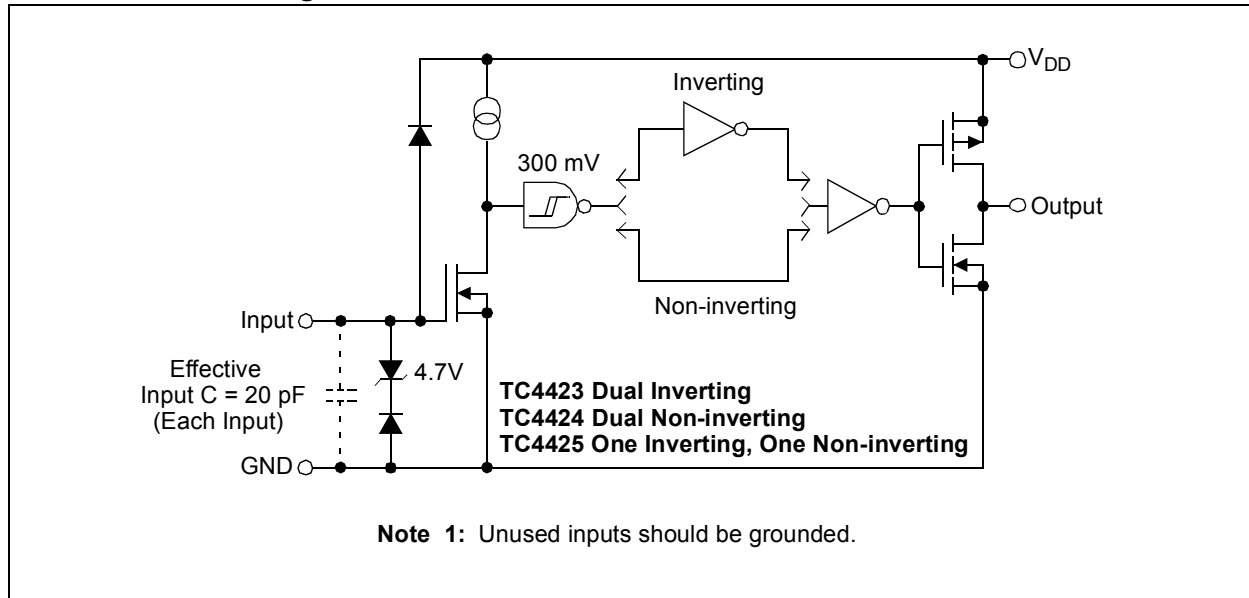 V_DD
Inverting
300 mV
Output
Non-inverting
Input
Effective
Input C = 20 pF
(Each Input)
4.7V
TC4423 Dual Inverting
TC4424 Dual Non-inverting
TC4425 One Inverting, One Non-inverting
GND
Note 1: Unused inputs should be grounded.